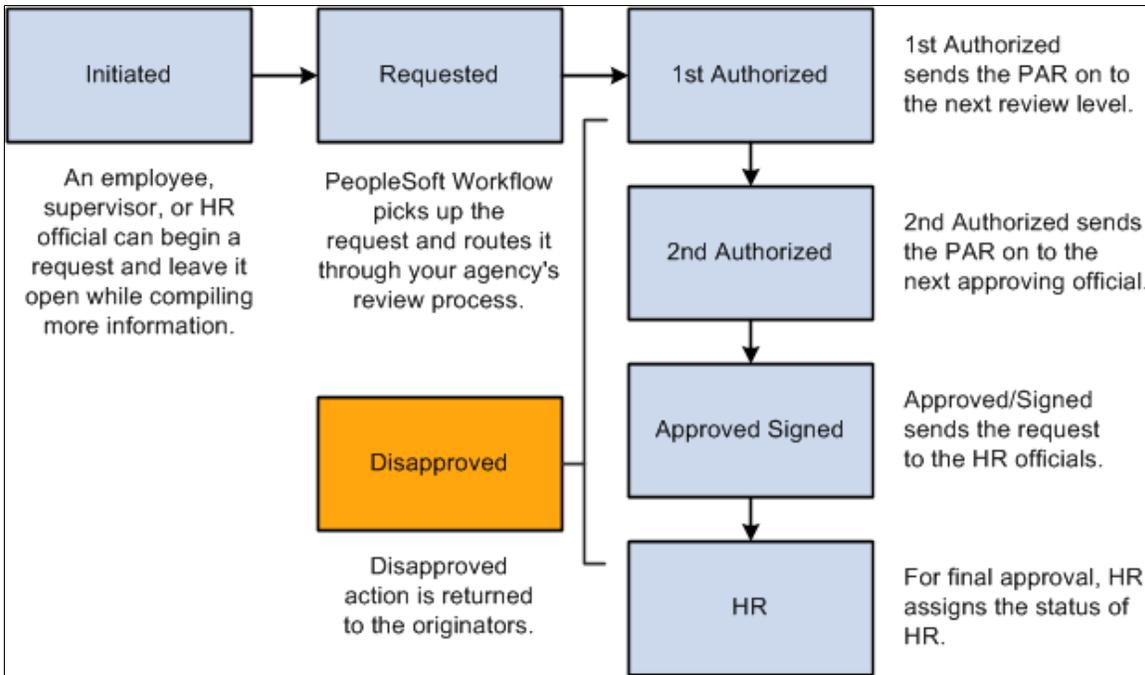 Initiated
Requested
1st Authorized
1st Authorized
sends the PAR on to
the next review level.
An employee,
supervisor, or HR
official can begin a
request and leave it
open while compiling
more information.
PeopleSoft Workflow
picks up the
request and routes it
through your agency's
review process.
2nd Authorized
2nd Authorized sends
the PAR on to the
next approving official.
Disapproved
Disapproved
action is returned
to the originators.
Approved Signed
Approved/Signed
sends the request
to the HR officials.
HR
For final approval, HR
assigns the status of
HR.